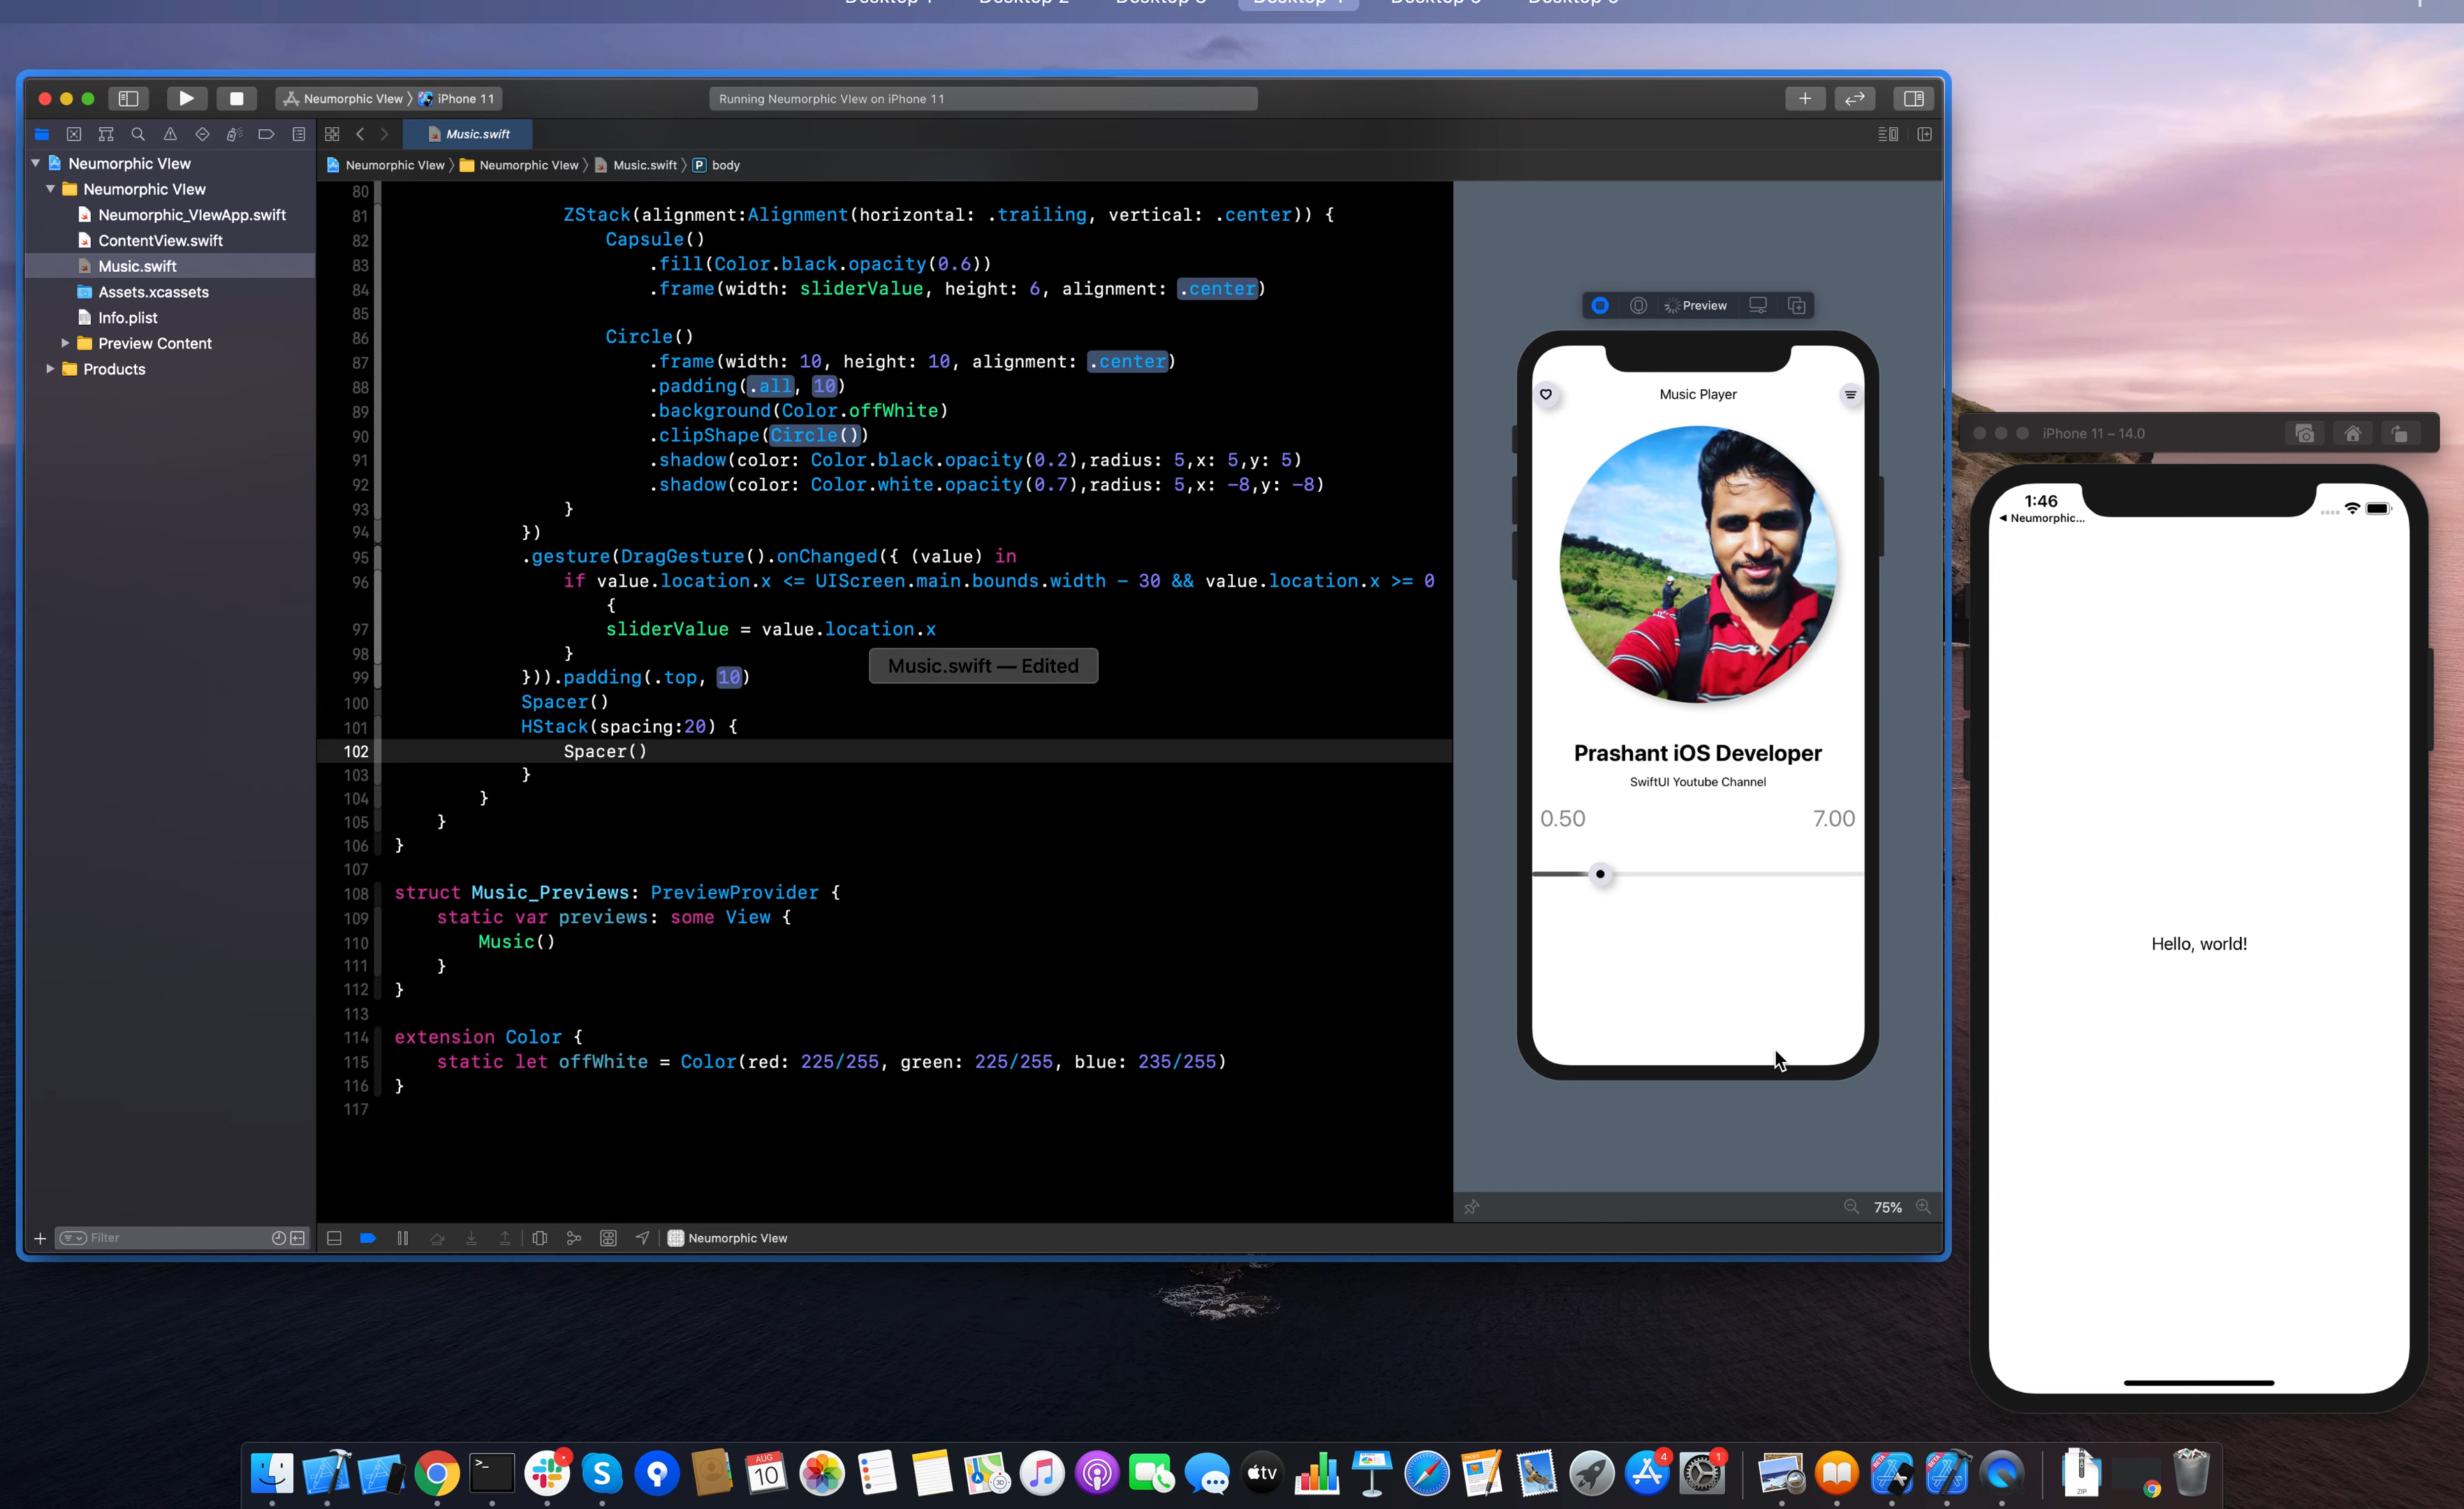 Neumorphic VIew
iPhone 11
Running Neumorphic VIew on iPhone 11
Music.swift
Neumorphic VIew
Neumorphic VIew
Music.swift
P
body
Neumorphic VIew
Neumorphic VIew
Neumorphic_VIewApp.swift
ContentView.swift
Music.swift
Assets.xcassets
Info.plist
Preview Content
Products
80
81 ZStack(alignment:Alignment(horizontal: .trailing, vertical: .center)) {
82 Capsule()
83 .fill(Color.black.opacity(0.6))
84 .frame(width: sliderValue, height: 6, alignment: .center)
85
86 Circle()
87 .frame(width: 10, height: 10, alignment: .center)
88 .padding(.all, 10)
89 .background(Color.offWhite)
90 .clipShape(Circle())
91 .shadow(color: Color.black.opacity(0.2),radius: 5,x: 5,y: 5)
92 .shadow(color: Color.white.opacity(0.7),radius: 5,x: -8,y: -8)
93 }
94 })
95 .gesture(DragGesture().onChanged({ (value) in
96 if value.location.x <= UIScreen.main.bounds.width - 30 && value.location.x >= 0
{
97 sliderValue = value.location.x
98 }
99 })).padding(.top, 10)
100 Spacer()
101 HStack(spacing:20) {
102 Spacer()
103 }
104 }
105 }
106 }
107
108 struct Music_Previews: PreviewProvider {
109 static var previews: some View {
110 Music()
111 }
112 }
113
114 extension Color {
115 static let offWhite = Color(red: 225/255, green: 225/255, blue: 235/255)
116 }
117
Music.swift — Edited
Preview
Music Player
Prashant iOS Developer
SwiftUI Youtube Channel
0.50 7.00
75%
Filter
Neumorphic VIew
iPhone 11 – 14.0
1:46
◀ Neumorphic...
Hello, world!
AUG
10
tv
4
1
BETA
BETA
ZIP